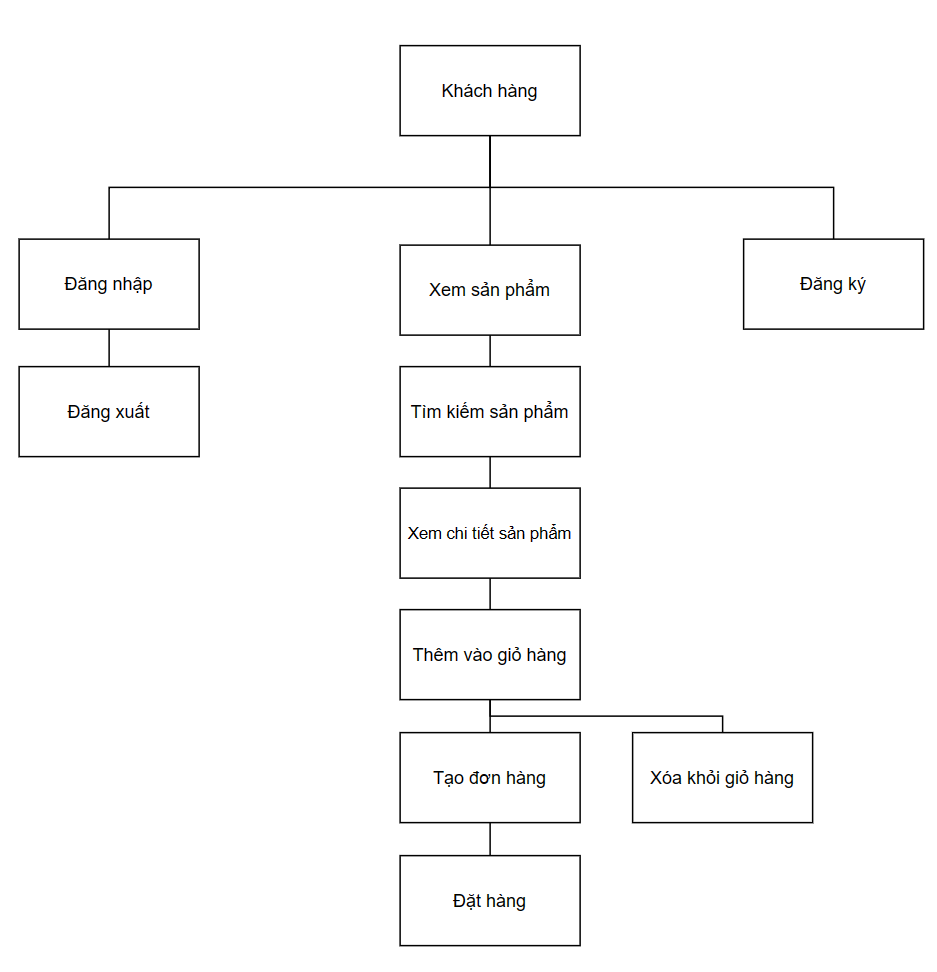 Khách hàng
Đăng nhập
Xem sản phẩm
Đăng ký
Đăng xuất
Tìm kiếm sản phẩm
Xem chi tiết sản phẩm
Thêm vào giỏ hàng
Tạo đơn hàng
Xóa khỏi giỏ hàng
Đặt hàng